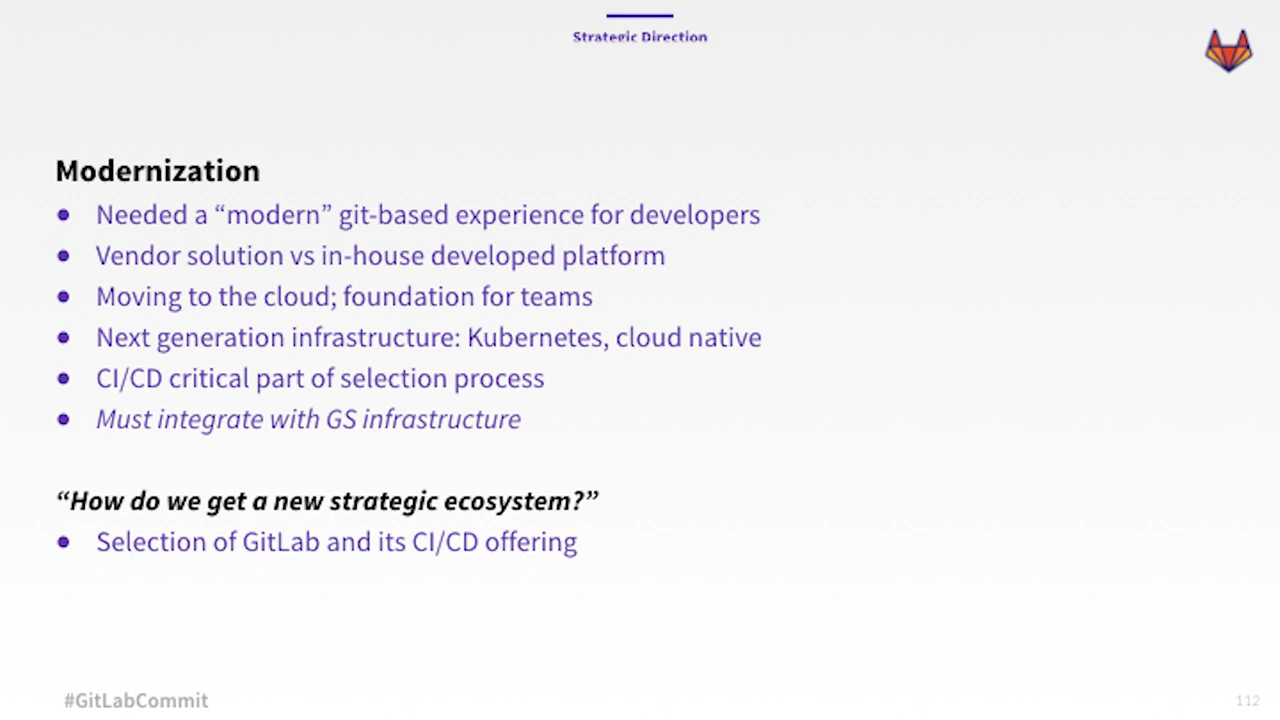 Strategic Direction
Modernization
Needed a “modern” git-based experience for developers
Vendor solution vs in-house developed platform
Moving to the cloud; foundation for teams
Next generation infrastructure: Kubernetes, cloud native
CI/CD critical part of selection process
Must integrate with GS infrastructure
“How do we get a new strategic ecosystem?”
Selection of GitLab and its CI/CD offering
#GitLabCommit
112